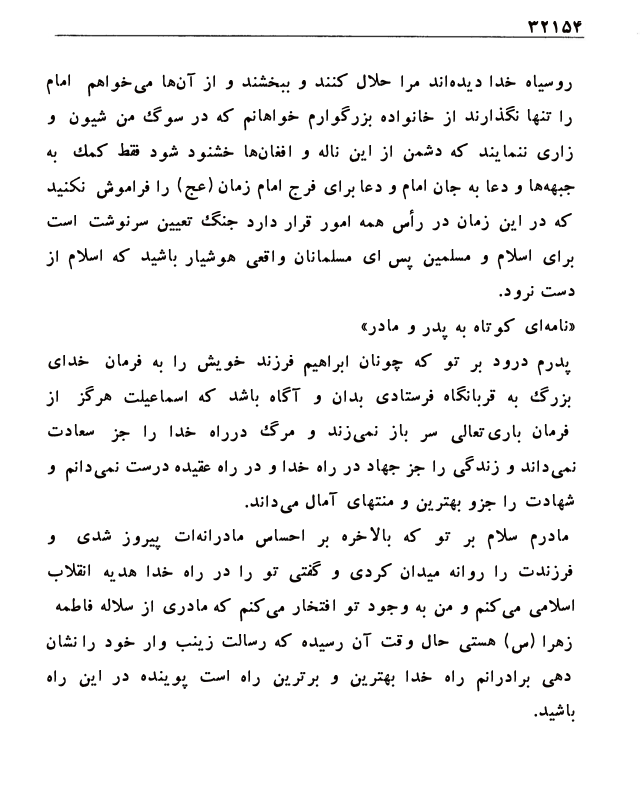 ۳۲۱۵۴
روسیاه خدا دیده‌اند مرا حلال کنند و ببخشند و از آن‌ها می‌خواهم امام
را تنها نگذارند از خانواده بزرگوارم خواهانم که در سوگ من شیون و
زاری ننمایند که دشمن از این ناله و افغان‌ها خشنود شود فقط کمك به
جبهه‌ها و دعا به جان امام و دعا برای فرج امام زمان (عج) را فراموش نکنید
که در این زمان در رأس همه امور قرار دارد جنگ تعیین سرنوشت است
برای اسلام و مسلمین پس ای مسلمانان واقعی هوشیار باشید که اسلام از
دست نرود.
«نامه‌ای کوتاه به پدر و مادر»
پدرم درود بر تو که چونان ابراهیم فرزند خویش را به فرمان خدای
بزرگ به قربانگاه فرستادی بدان و آگاه باشد که اسماعیلت هرگز از
فرمان باری‌تعالی سر باز نمی‌زند و مرگ درراه خدا را جز سعادت
نمی‌داند و زندگی را جز جهاد در راه خدا و در راه عقیده درست نمی‌دانم و
شهادت را جزو بهترین و منتهای آمال می‌داند.
مادرم سلام بر تو که بالاخره بر احساس مادرانه‌ات پیروز شدی و
فرزندت را روانه میدان کردی و گفتی تو را در راه خدا هدیه انقلاب
اسلامی می‌کنم و من به وجود تو افتخار می‌کنم که مادری از سلاله فاطمه
زهرا (س) هستی حال وقت آن رسیده که رسالت زینب وار خود را نشان
دهی برادرانم راه خدا بهترین و برترین راه است پوینده در این راه
باشید.